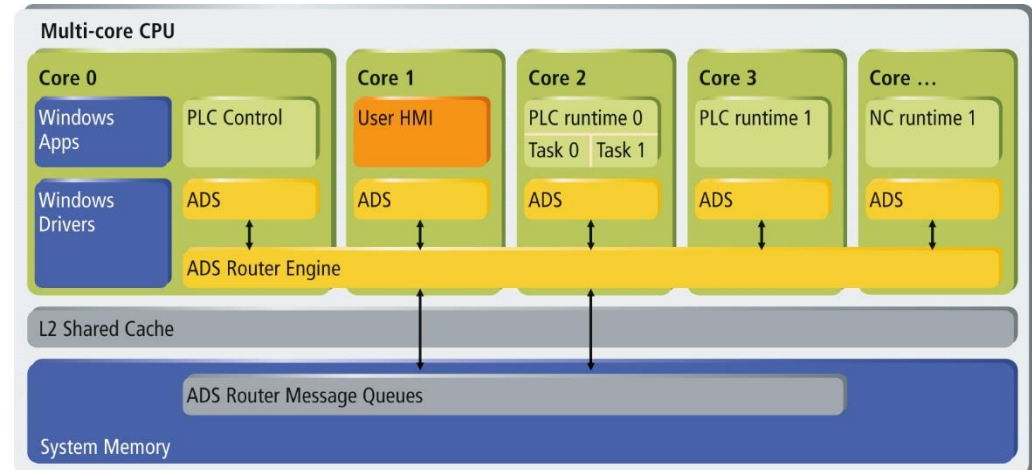 Multi-core CPU
Core 0
Core 1
Core 2
Core 3
Core ...
Windows
Apps
PLC Control
User HMI
PLC runtime 0
Task 0
Task 1
PLC runtime 1
NC runtime 1
Windows
Drivers
ADS
ADS
ADS
ADS
ADS
ADS Router Engine
L2 Shared Cache
ADS Router Message Queues
System Memory